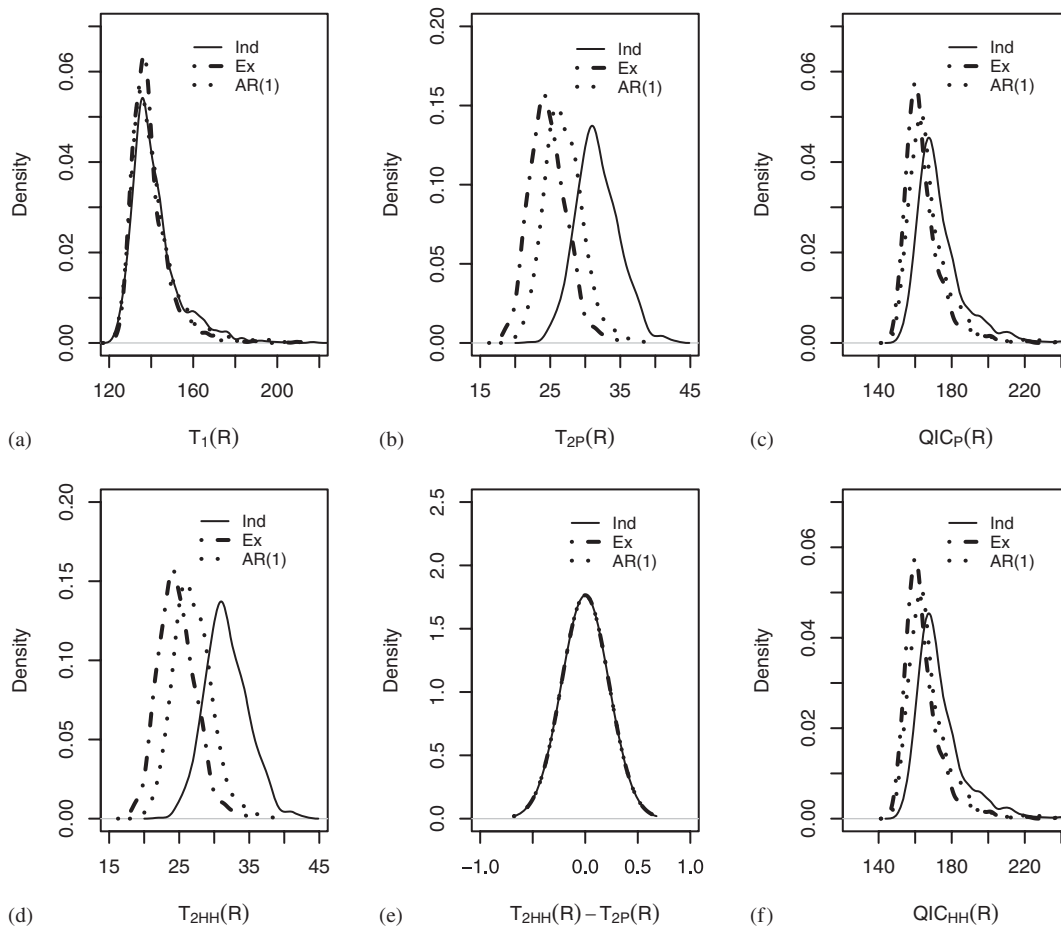 Density
0.00
0.02
0.04
0.06
Ind
Ex
AR(1)
120
160
200
(a)
T₁(R)
Density
0.00
0.05
0.10
0.15
0.20
Ind
Ex
AR(1)
15
25
35
45
(b)
T₂P(R)
Density
0.00
0.02
0.04
0.06
Ind
Ex
AR(1)
140
180
220
(c)
QICP(R)
Density
0.00
0.05
0.10
0.15
0.20
Ind
Ex
AR(1)
15
25
35
45
(d)
T₂HH(R)
Density
0.0
0.5
1.0
1.5
2.0
2.5
Ind
Ex
AR(1)
−1.0
0.0
1.0
(e)
T₂HH(R) – T₂P(R)
Density
0.00
0.02
0.04
0.06
Ind
Ex
AR(1)
140
180
220
(f)
QICHH(R)